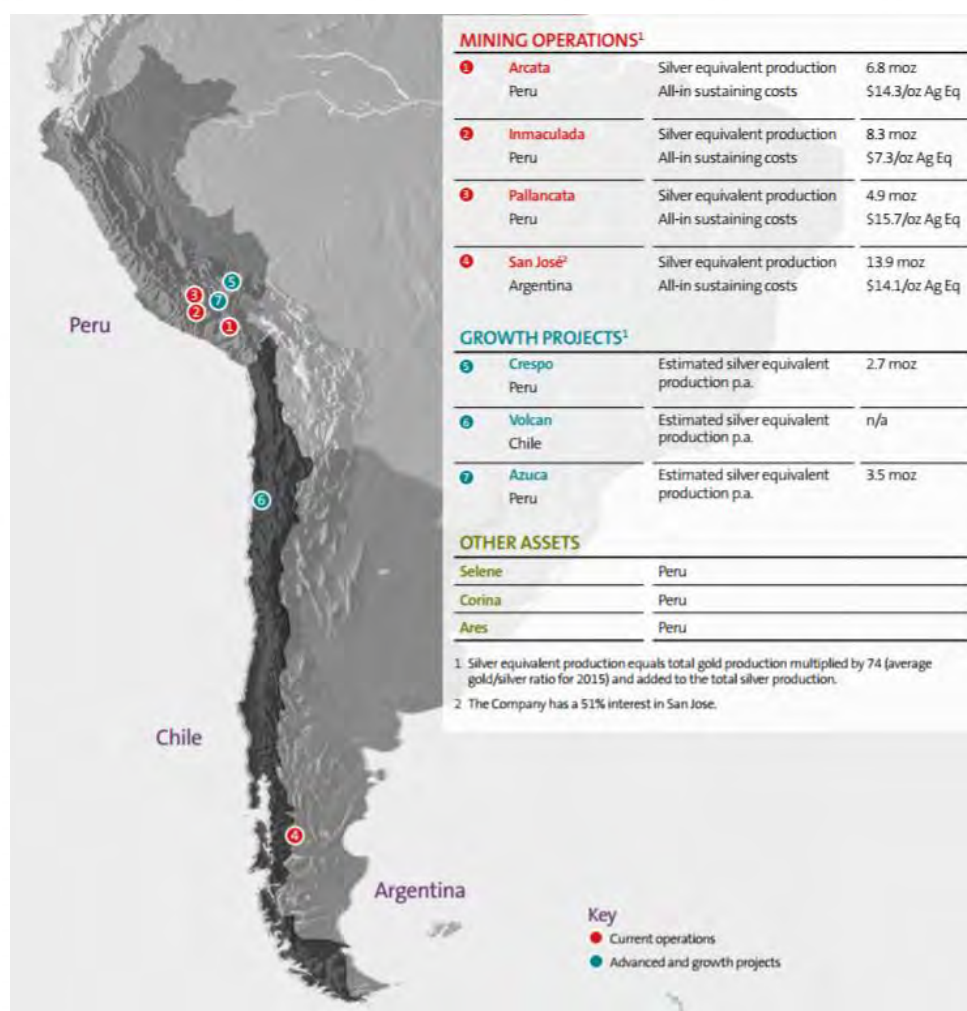 MINING OPERATIONS¹
1 Arcata Silver equivalent production 6.8 moz
Peru All-in sustaining costs $14.3/oz Ag Eq
2 Inmaculada Silver equivalent production 8.3 moz
Peru All-in sustaining costs $7.3/oz Ag Eq
3 Pallancata Silver equivalent production 4.9 moz
Peru All-in sustaining costs $15.7/oz Ag Eq
4 San José² Silver equivalent production 13.9 moz
Argentina All-in sustaining costs $14.1/oz Ag Eq
GROWTH PROJECTS¹
5 Crespo Estimated silver equivalent 2.7 moz
Peru production p.a.
6 Volcan Estimated silver equivalent n/a
Chile production p.a.
7 Azuca Estimated silver equivalent 3.5 moz
Peru production p.a.
OTHER ASSETS
Selene Peru
Corina Peru
Ares Peru
1 Silver equivalent production equals total gold production multiplied by 74 (average
gold/silver ratio for 2015) and added to the total silver production.
2 The Company has a 51% interest in San Jose.
5
3
7
2
1
Peru
6
Chile
4
Argentina
Key
Current operations
Advanced and growth projects